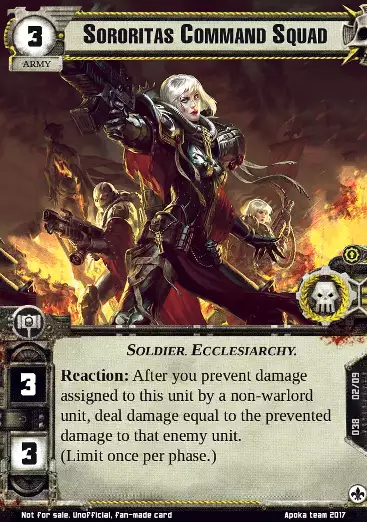 3
SORORITAS COMMAND SQUAD
ARMY
SOLDIER. ECCLESIARCHY.
3
Reaction: After you prevent damage
assigned to this unit by a non-warlord
unit, deal damage equal to the prevented
damage to that enemy unit.
(Limit once per phase.)
3
038 02/09
Not for sale. Unofficial, fan-made card
Apoka team 2017